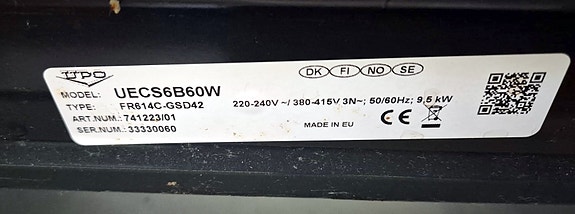 UPO
DK FI NO SE
MODEL: UECS6B60W
TYPE: FR614C-GSD42
220-240V ~/ 380-415V 3N~; 50/60Hz; 9,5 kW
ART.NUM.: 741223/01
SER.NUM.: 33330060
MADE IN EU
CE